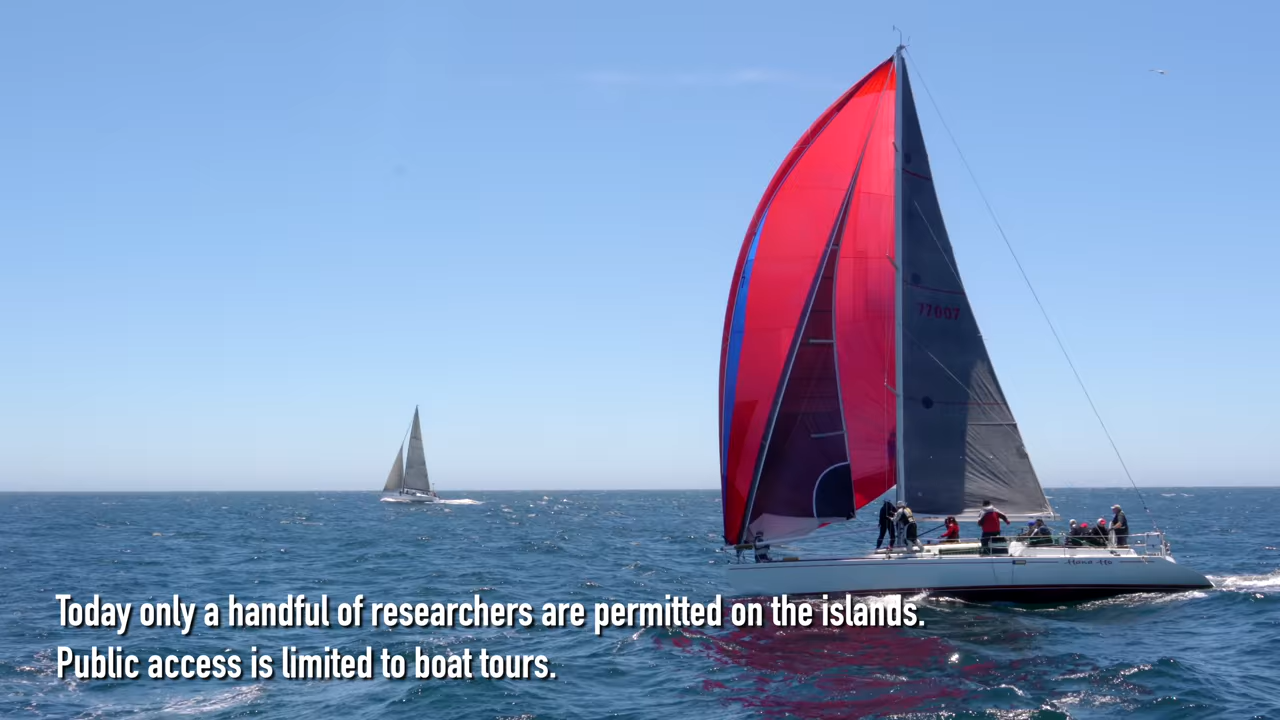 77007
Today only a handful of researchers are permitted on the islands.
Public access is limited to boat tours.